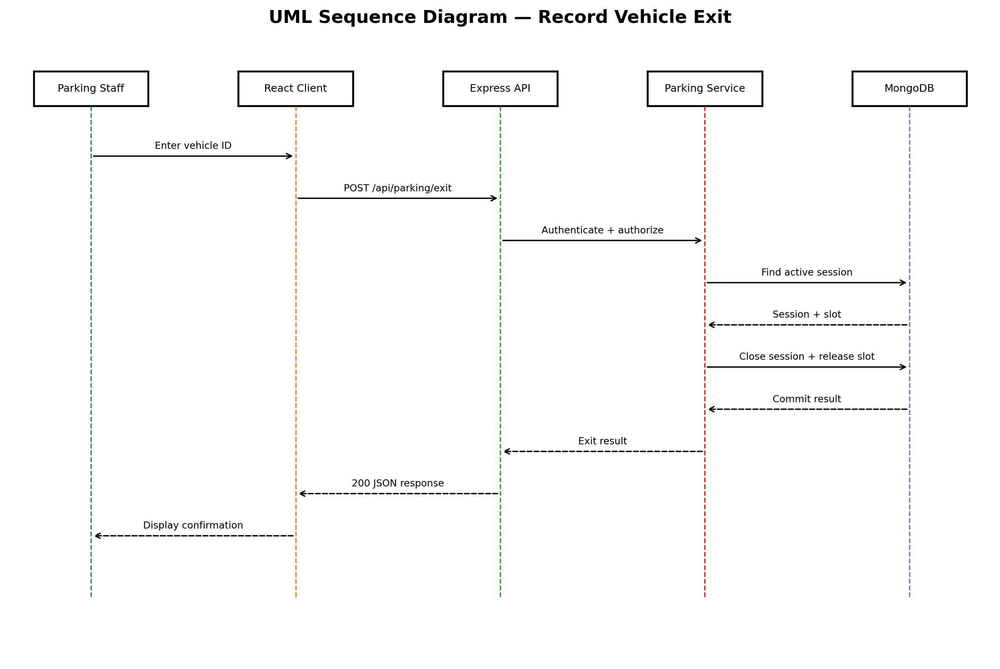 UML Sequence Diagram — Record Vehicle Exit
Parking Staff
React Client
Express API
Parking Service
MongoDB
Enter vehicle ID
POST /api/parking/exit
Authenticate + authorize
Find active session
Session + slot
Close session + release slot
Commit result
Exit result
200 JSON response
Display confirmation